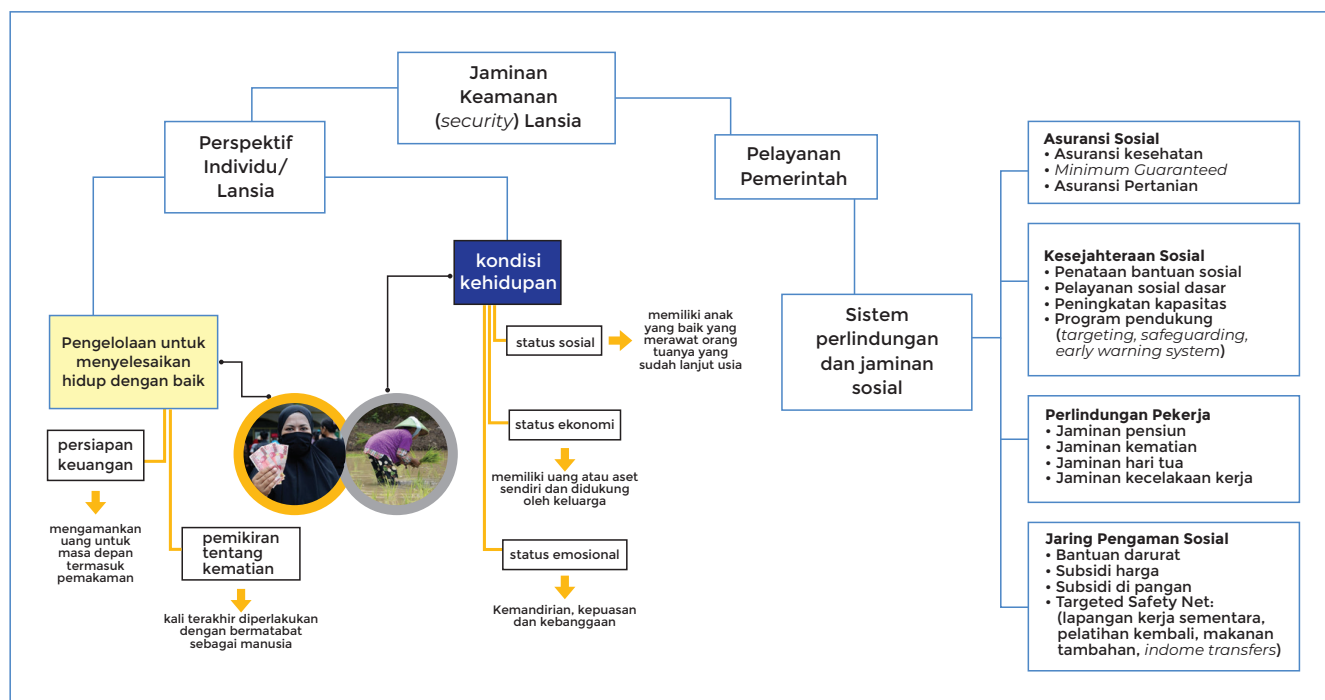 Jaminan
Keamanan
(security) Lansia
Perspektif
Individu/
Lansia
Pelayanan
Pemerintah
kondisi
kehidupan
Pengelolaan untuk
menyelesaikan
hidup dengan baik
persiapan
keuangan
mengamankan
uang untuk
masa depan
termasuk
pemakaman
pemikiran
tentang
kematian
kali terakhir diperlakukan
dengan bermatabat
sebagai manusia
status sosial
memiliki anak
yang baik yang
merawat orang
tuanya yang
sudah lanjut usia
status ekonomi
memiliki uang atau aset
sendiri dan didukung
oleh keluarga
status emosional
Kemandirian, kepuasan
dan kebanggaan
Sistem
perlindungan
dan jaminan
sosial
Asuransi Sosial
• Asuransi kesehatan
• Minimum Guaranteed
• Asuransi Pertanian
Kesejahteraan Sosial
• Penataan bantuan sosial
• Pelayanan sosial dasar
• Peningkatan kapasitas
• Program pendukung
(targeting, safeguarding,
early warning system)
Perlindungan Pekerja
• Jaminan pensiun
• Jaminan kematian
• Jaminan hari tua
• Jaminan kecelakaan kerja
Jaring Pengaman Sosial
• Bantuan darurat
• Subsidi harga
• Subsidi di pangan
• Targeted Safety Net:
(lapangan kerja sementara,
pelatihan kembali, makanan
tambahan, indome transfers)